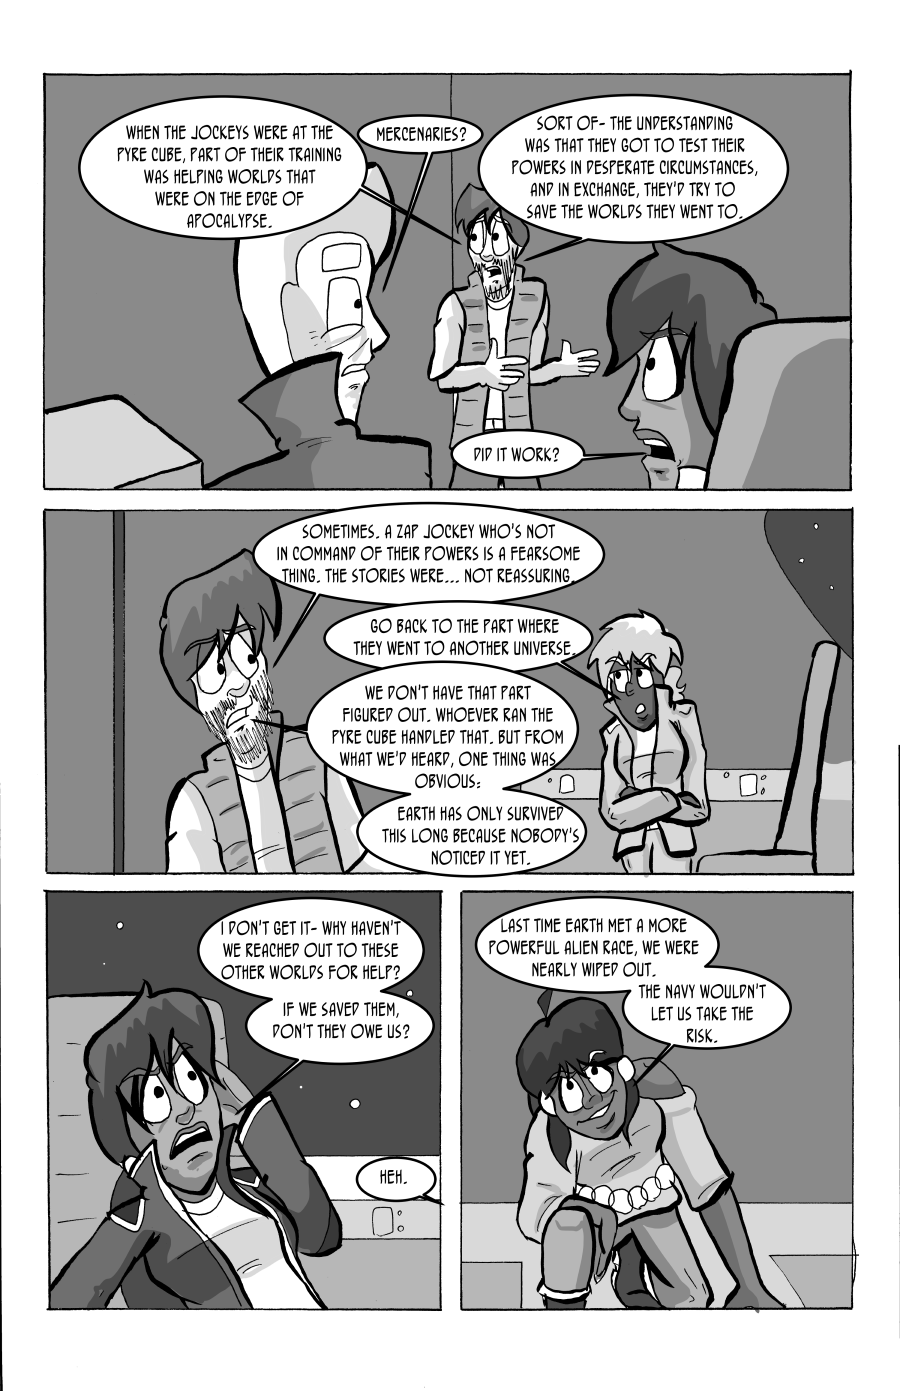 WHEN THE JOCKEYS WERE AT THE
PYRE CUBE, PART OF THEIR TRAINING
WAS HELPING WORLDS THAT
WERE ON THE EDGE OF
APOCALYPSE.
MERCENARIES?
SORT OF- THE UNDERSTANDING
WAS THAT THEY GOT TO TEST THEIR
POWERS IN DESPERATE CIRCUMSTANCES,
AND IN EXCHANGE, THEY'D TRY TO
SAVE THE WORLDS THEY WENT TO.
DID IT WORK?
SOMETIMES. A ZAP JOCKEY WHO'S NOT
IN COMMAND OF THEIR POWERS IS A FEARSOME
THING. THE STORIES WERE... NOT REASSURING.
GO BACK TO THE PART WHERE
THEY WENT TO ANOTHER UNIVERSE.
WE DON'T HAVE THAT PART
FIGURED OUT. WHOEVER RAN THE
PYRE CUBE HANDLED THAT. BUT FROM
WHAT WE'D HEARD, ONE THING WAS
OBVIOUS:
EARTH HAS ONLY SURVIVED
THIS LONG BECAUSE NOBODY'S
NOTICED IT YET.
I DON'T GET IT- WHY HAVEN'T
WE REACHED OUT TO THESE
OTHER WORLDS FOR HELP?
IF WE SAVED THEM,
DON'T THEY OWE US?
HEH.
LAST TIME EARTH MET A MORE
POWERFUL ALIEN RACE, WE WERE
NEARLY WIPED OUT.
THE NAVY WOULDN'T
LET US TAKE THE
RISK.